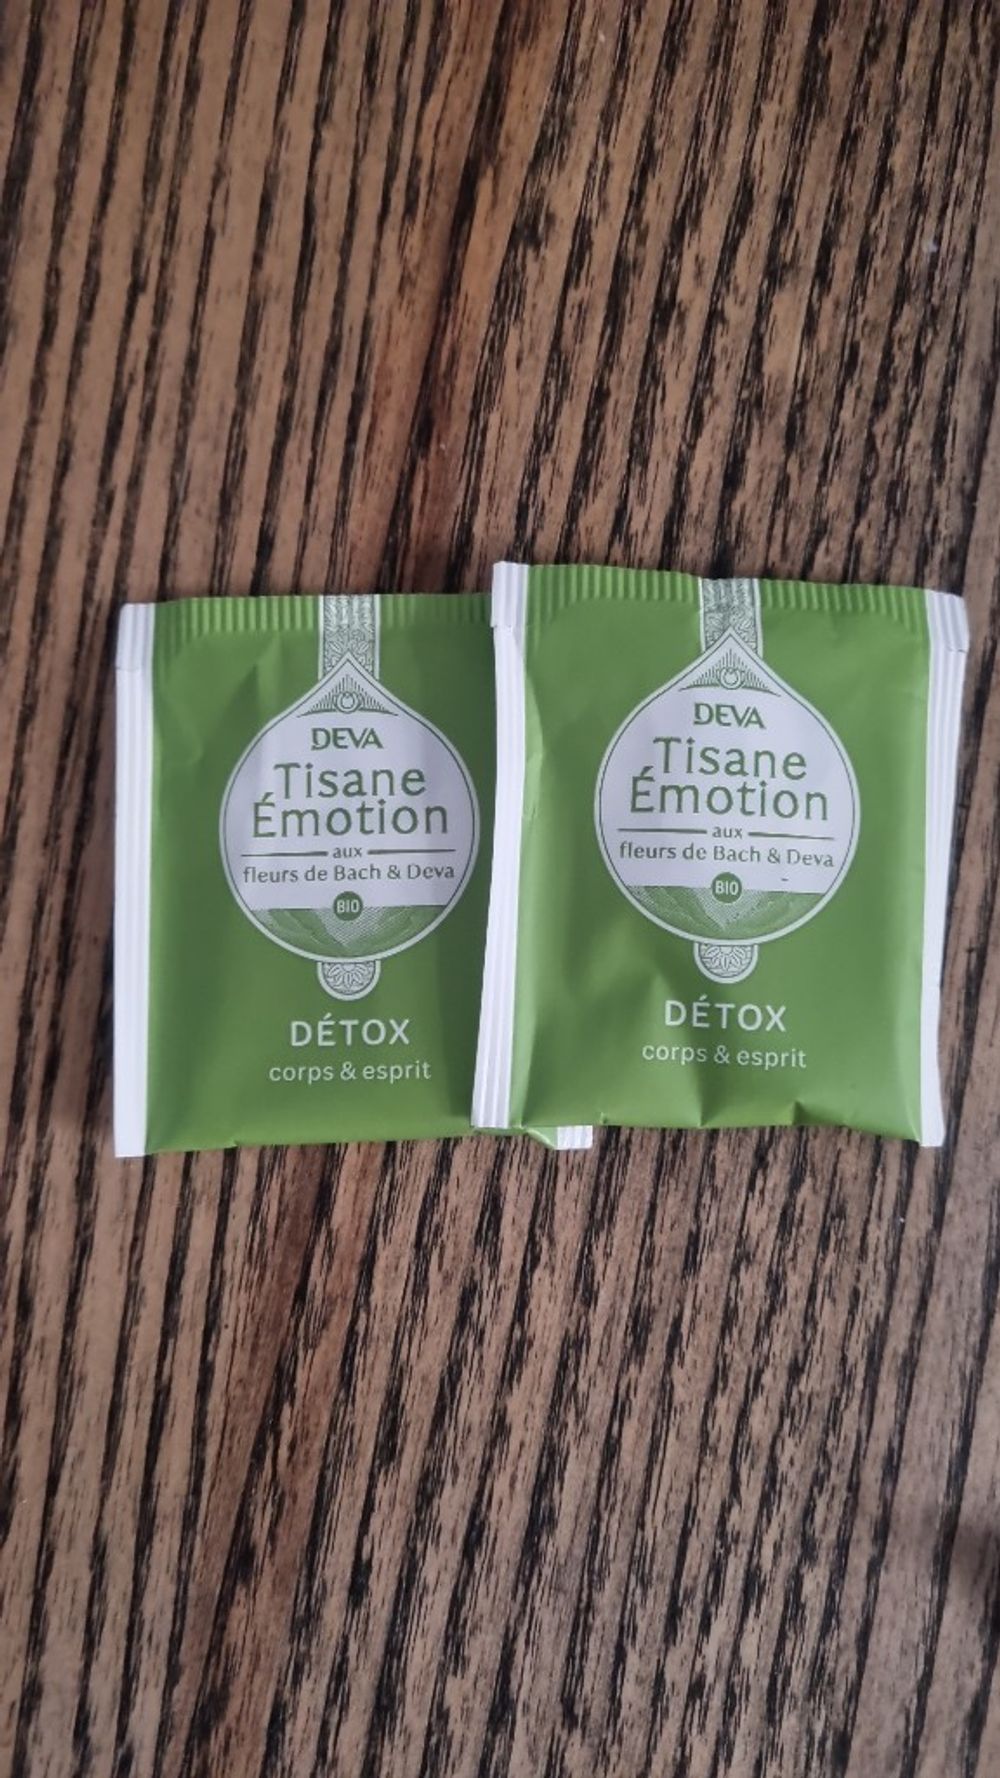 DEVA
Tisane
Émotion
aux
fleurs de Bach & Deva
BIO
DÉTOX
corps & esprit
DEVA
Tisane
Émotion
aux
fleurs de Bach & Deva
BIO
DÉTOX
corps & esprit